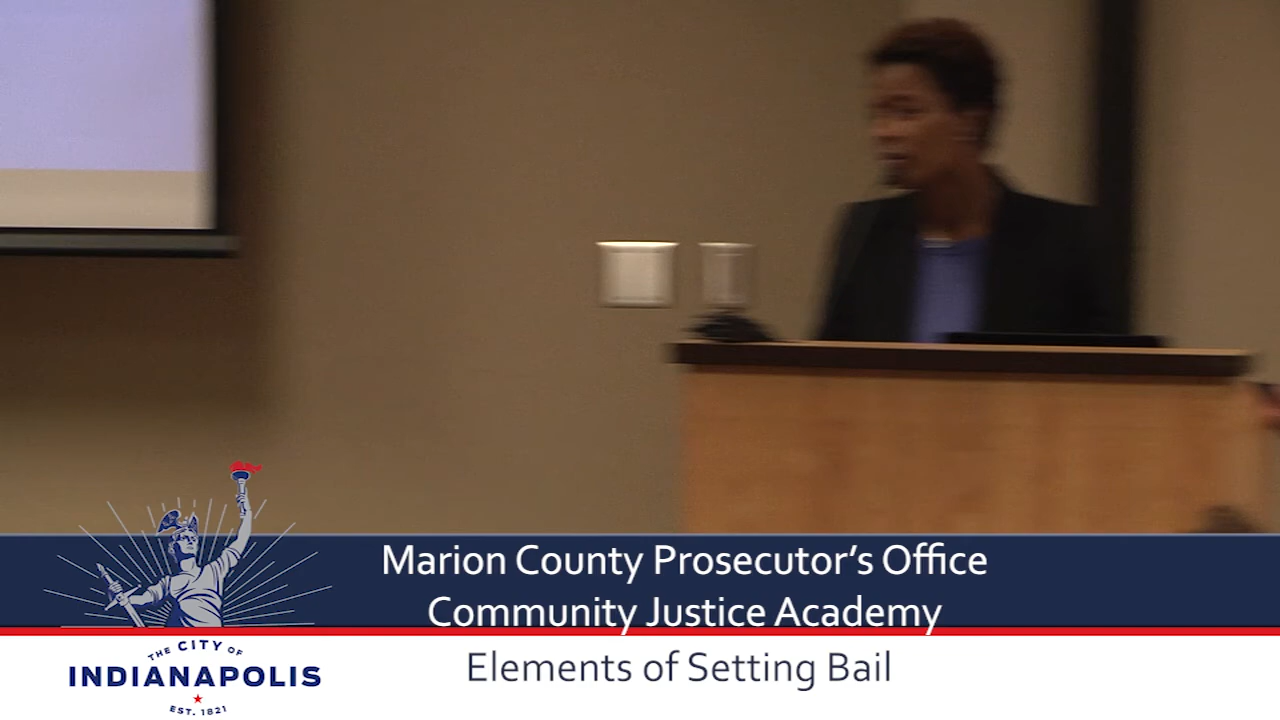 Marion County Prosecutor's Office
Community Justice Academy
Elements of Setting Bail
THE CITY OF
INDIANAPOLIS
EST. 1821